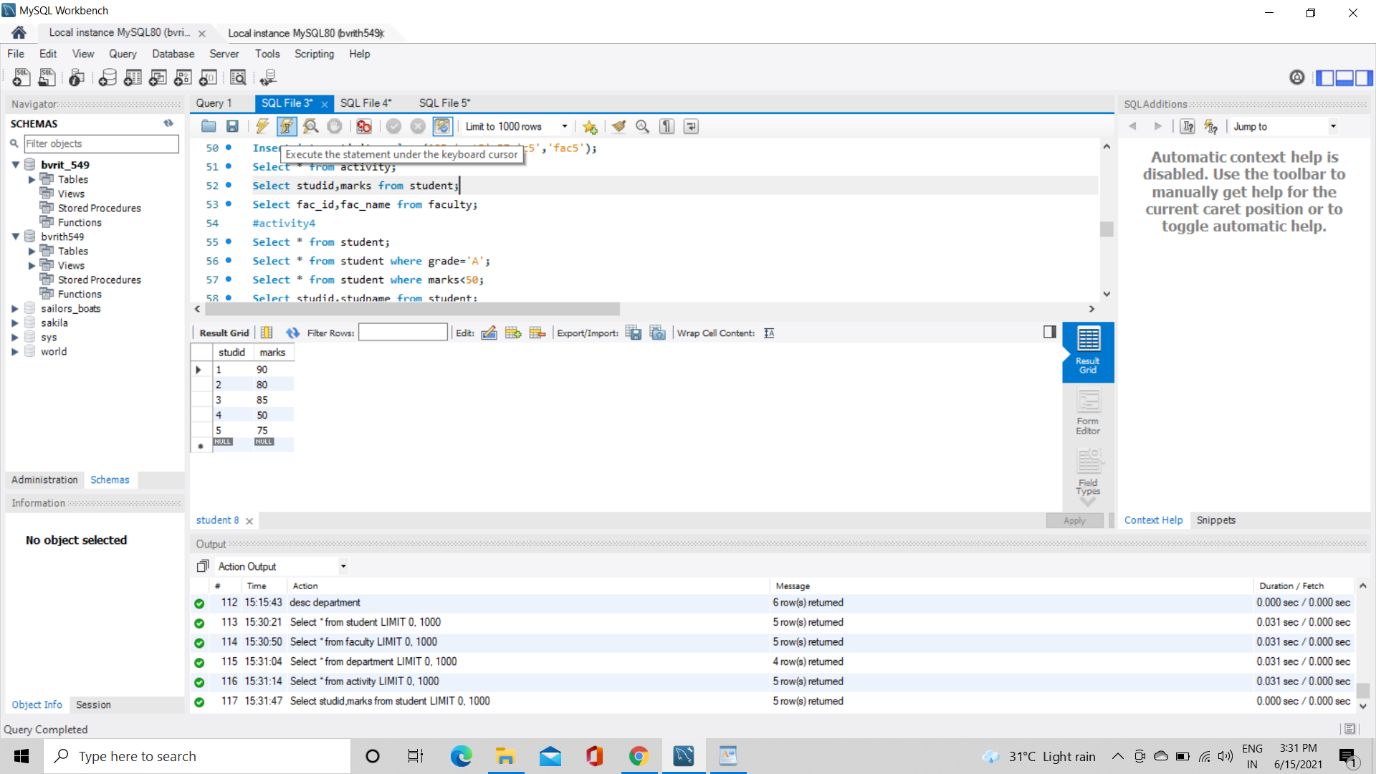 MySQL Workbench
Local instance MySQL80 (bvri... × Local instance MySQL80 (bvrith549)×
File Edit View Query Database Server Tools Scripting Help
Navigator
SCHEMAS
Filter objects
bvrit_549
Tables
Views
Stored Procedures
Functions
bvrith549
Tables
Views
Stored Procedures
Functions
sailors_boats
sakila
sys
world
Administration Schemas
Information
No object selected
Object Info Session
Query 1 SQL File 3* × SQL File 4* SQL File 5*
Limit to 1000 rows
50 Inser c5','fac5');
Execute the statement under the keyboard cursor
51 Select * from activity;
52 Select studid,marks from student;
53 Select fac_id,fac_name from faculty;
54 #activity4
55 Select * from student;
56 Select * from student where grade='A';
57 Select * from student where marks<50;
58 Select studid,studname from student;
Result Grid Filter Rows: Edit: Export/Import: Wrap Cell Content: IA
studid marks
1 90
2 80
3 85
4 50
5 75
NULL NULL
Result Grid
Form Editor
Field Types
student 8 × Apply
SQLAdditions
Jump to
Automatic context help is
disabled. Use the toolbar to
manually get help for the
current caret position or to
toggle automatic help.
Context Help Snippets
Output
Action Output
# Time Action Message Duration / Fetch
112 15:15:43 desc department 6 row(s) returned 0.000 sec / 0.000 sec
113 15:30:21 Select * from student LIMIT 0, 1000 5 row(s) returned 0.031 sec / 0.000 sec
114 15:30:50 Select * from faculty LIMIT 0, 1000 5 row(s) returned 0.031 sec / 0.000 sec
115 15:31:04 Select * from department LIMIT 0, 1000 4 row(s) returned 0.031 sec / 0.000 sec
116 15:31:14 Select * from activity LIMIT 0, 1000 5 row(s) returned 0.031 sec / 0.000 sec
117 15:31:47 Select studid,marks from student LIMIT 0, 1000 5 row(s) returned 0.000 sec / 0.000 sec
Query Completed
Type here to search
31°C Light rain
ENG
IN
3:31 PM
6/15/2021
1